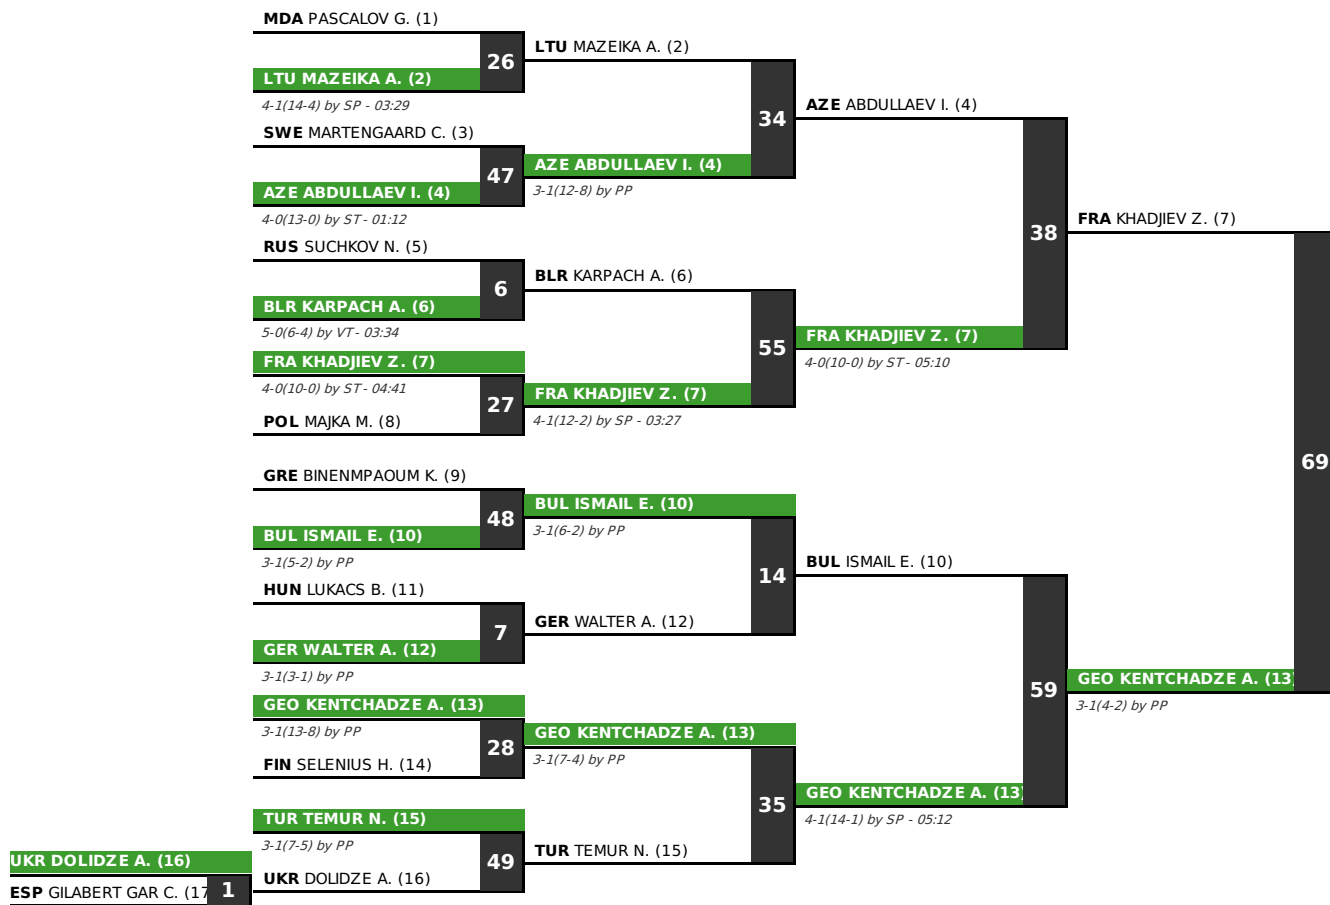 MDA PASCALOV G. (1)
26
LTU MAZEIKA A. (2)
4-1(14-4) by SP - 03:29
SWE MARTENGAARD C. (3)
47
AZE ABDULLAEV I. (4)
4-0(13-0) by ST - 01:12
RUS SUCHKOV N. (5)
6
BLR KARPACH A. (6)
5-0(6-4) by VT - 03:34
FRA KHADJIEV Z. (7)
4-0(10-0) by ST - 04:41
27
POL MAJKA M. (8)
GRE BINENMPAOUM K. (9)
48
BUL ISMAIL E. (10)
3-1(5-2) by PP
HUN LUKACS B. (11)
7
GER WALTER A. (12)
3-1(3-1) by PP
GEO KENTCHADZE A. (13)
3-1(13-8) by PP
28
FIN SELENIUS H. (14)
TUR TEMUR N. (15)
3-1(7-5) by PP
49
UKR DOLIDZE A. (16)
UKR DOLIDZE A. (16)
ESP GILABERT GAR C. (17
1
LTU MAZEIKA A. (2)
34
AZE ABDULLAEV I. (4)
3-1(12-8) by PP
BLR KARPACH A. (6)
55
FRA KHADJIEV Z. (7)
4-1(12-2) by SP - 03:27
BUL ISMAIL E. (10)
3-1(6-2) by PP
14
GER WALTER A. (12)
GEO KENTCHADZE A. (13)
3-1(7-4) by PP
35
TUR TEMUR N. (15)
AZE ABDULLAEV I. (4)
38
FRA KHADJIEV Z. (7)
4-0(10-0) by ST - 05:10
BUL ISMAIL E. (10)
59
GEO KENTCHADZE A. (13)
4-1(14-1) by SP - 05:12
FRA KHADJIEV Z. (7)
69
GEO KENTCHADZE A. (13)
3-1(4-2) by PP